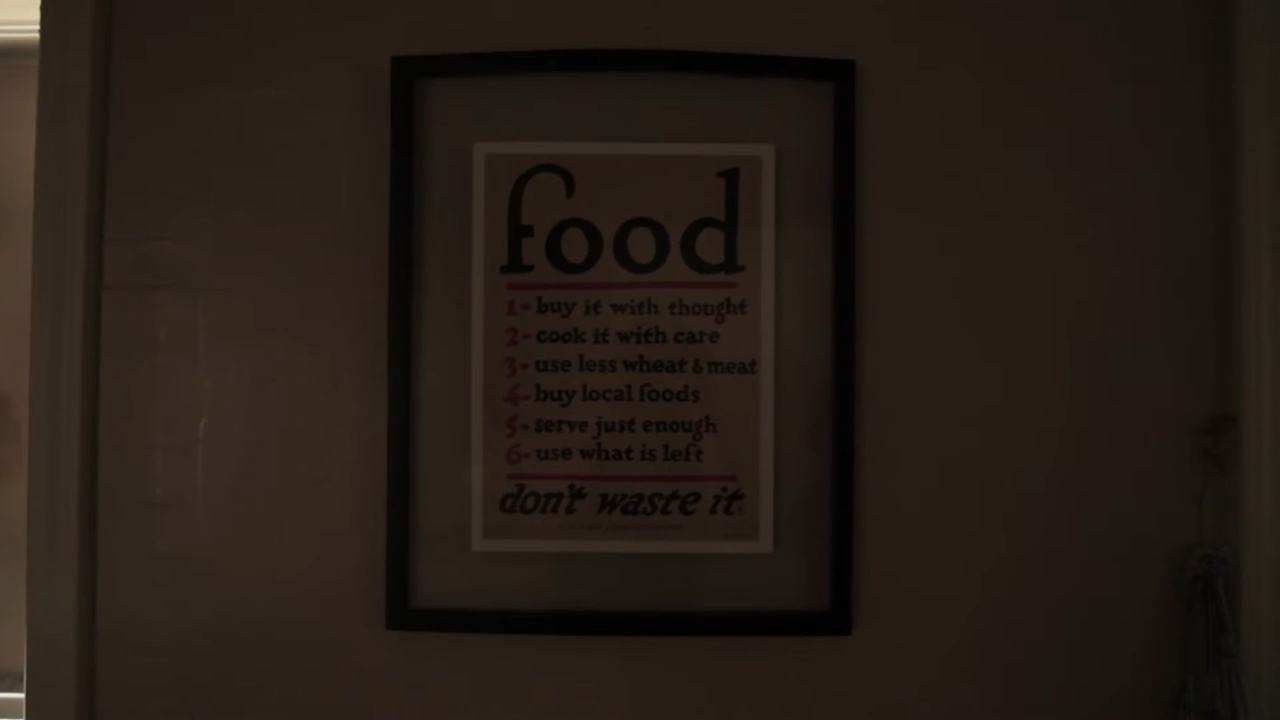 food
1- buy it with thought
2- cook it with care
3- use less wheat & meat
4- buy local foods
5- serve just enough
6- use what is left
don't waste it.